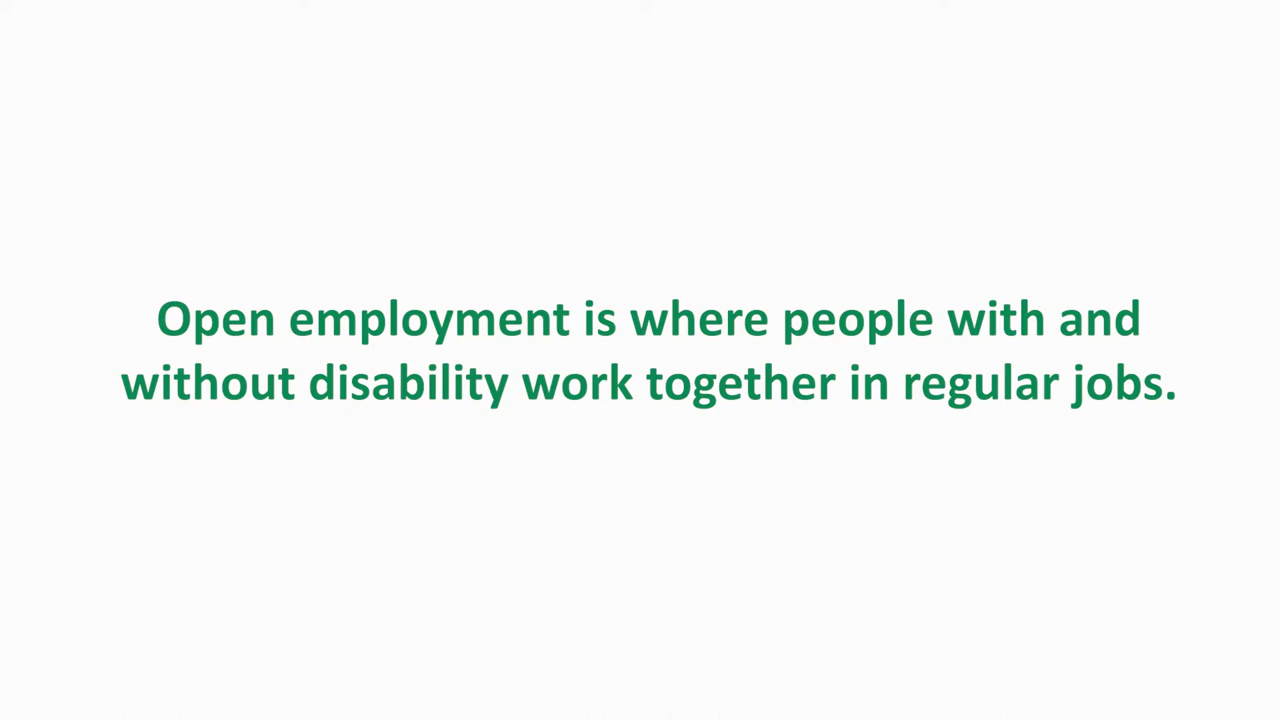 Open employment is where people with and
without disability work together in regular jobs.